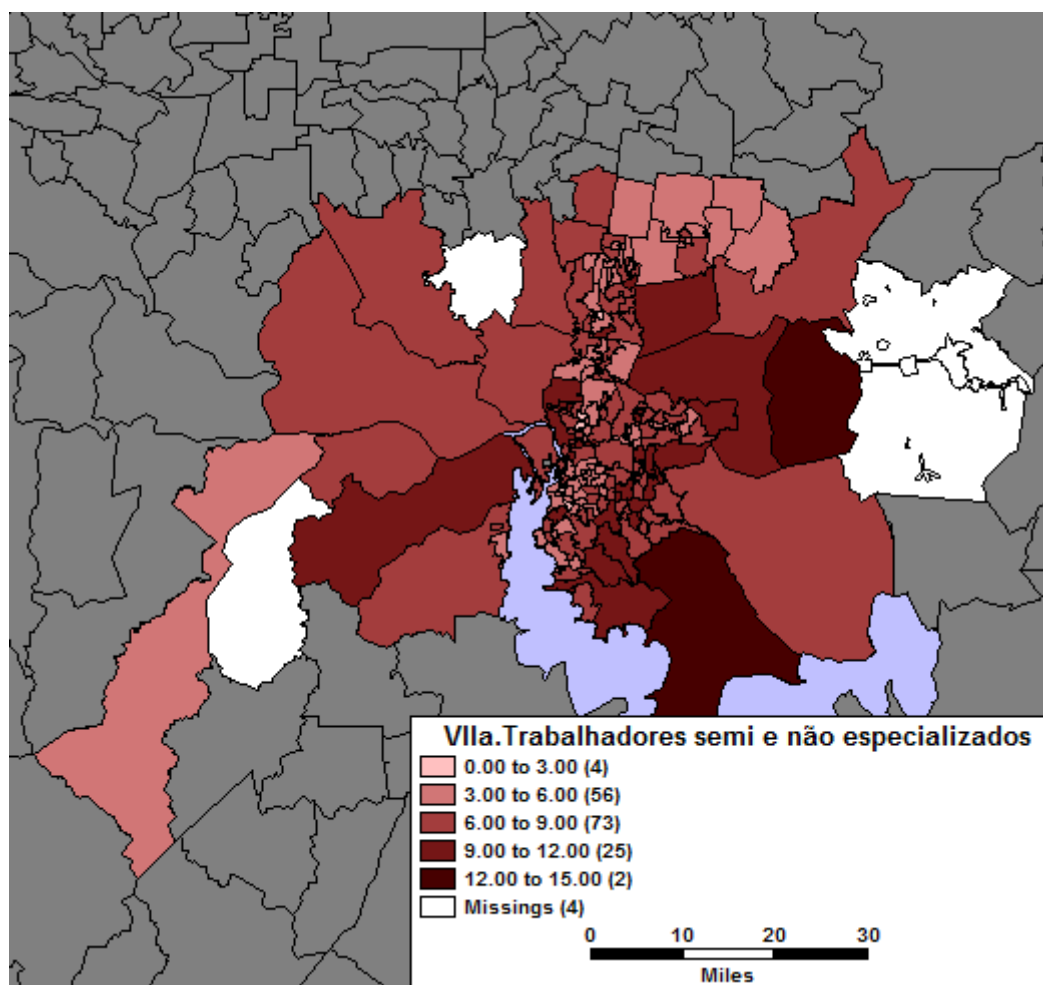 VIIa.Trabalhadores semi e não especializados
0.00 to 3.00 (4)
3.00 to 6.00 (56)
6.00 to 9.00 (73)
9.00 to 12.00 (25)
12.00 to 15.00 (2)
Missings (4)
0 10 20 30
Miles